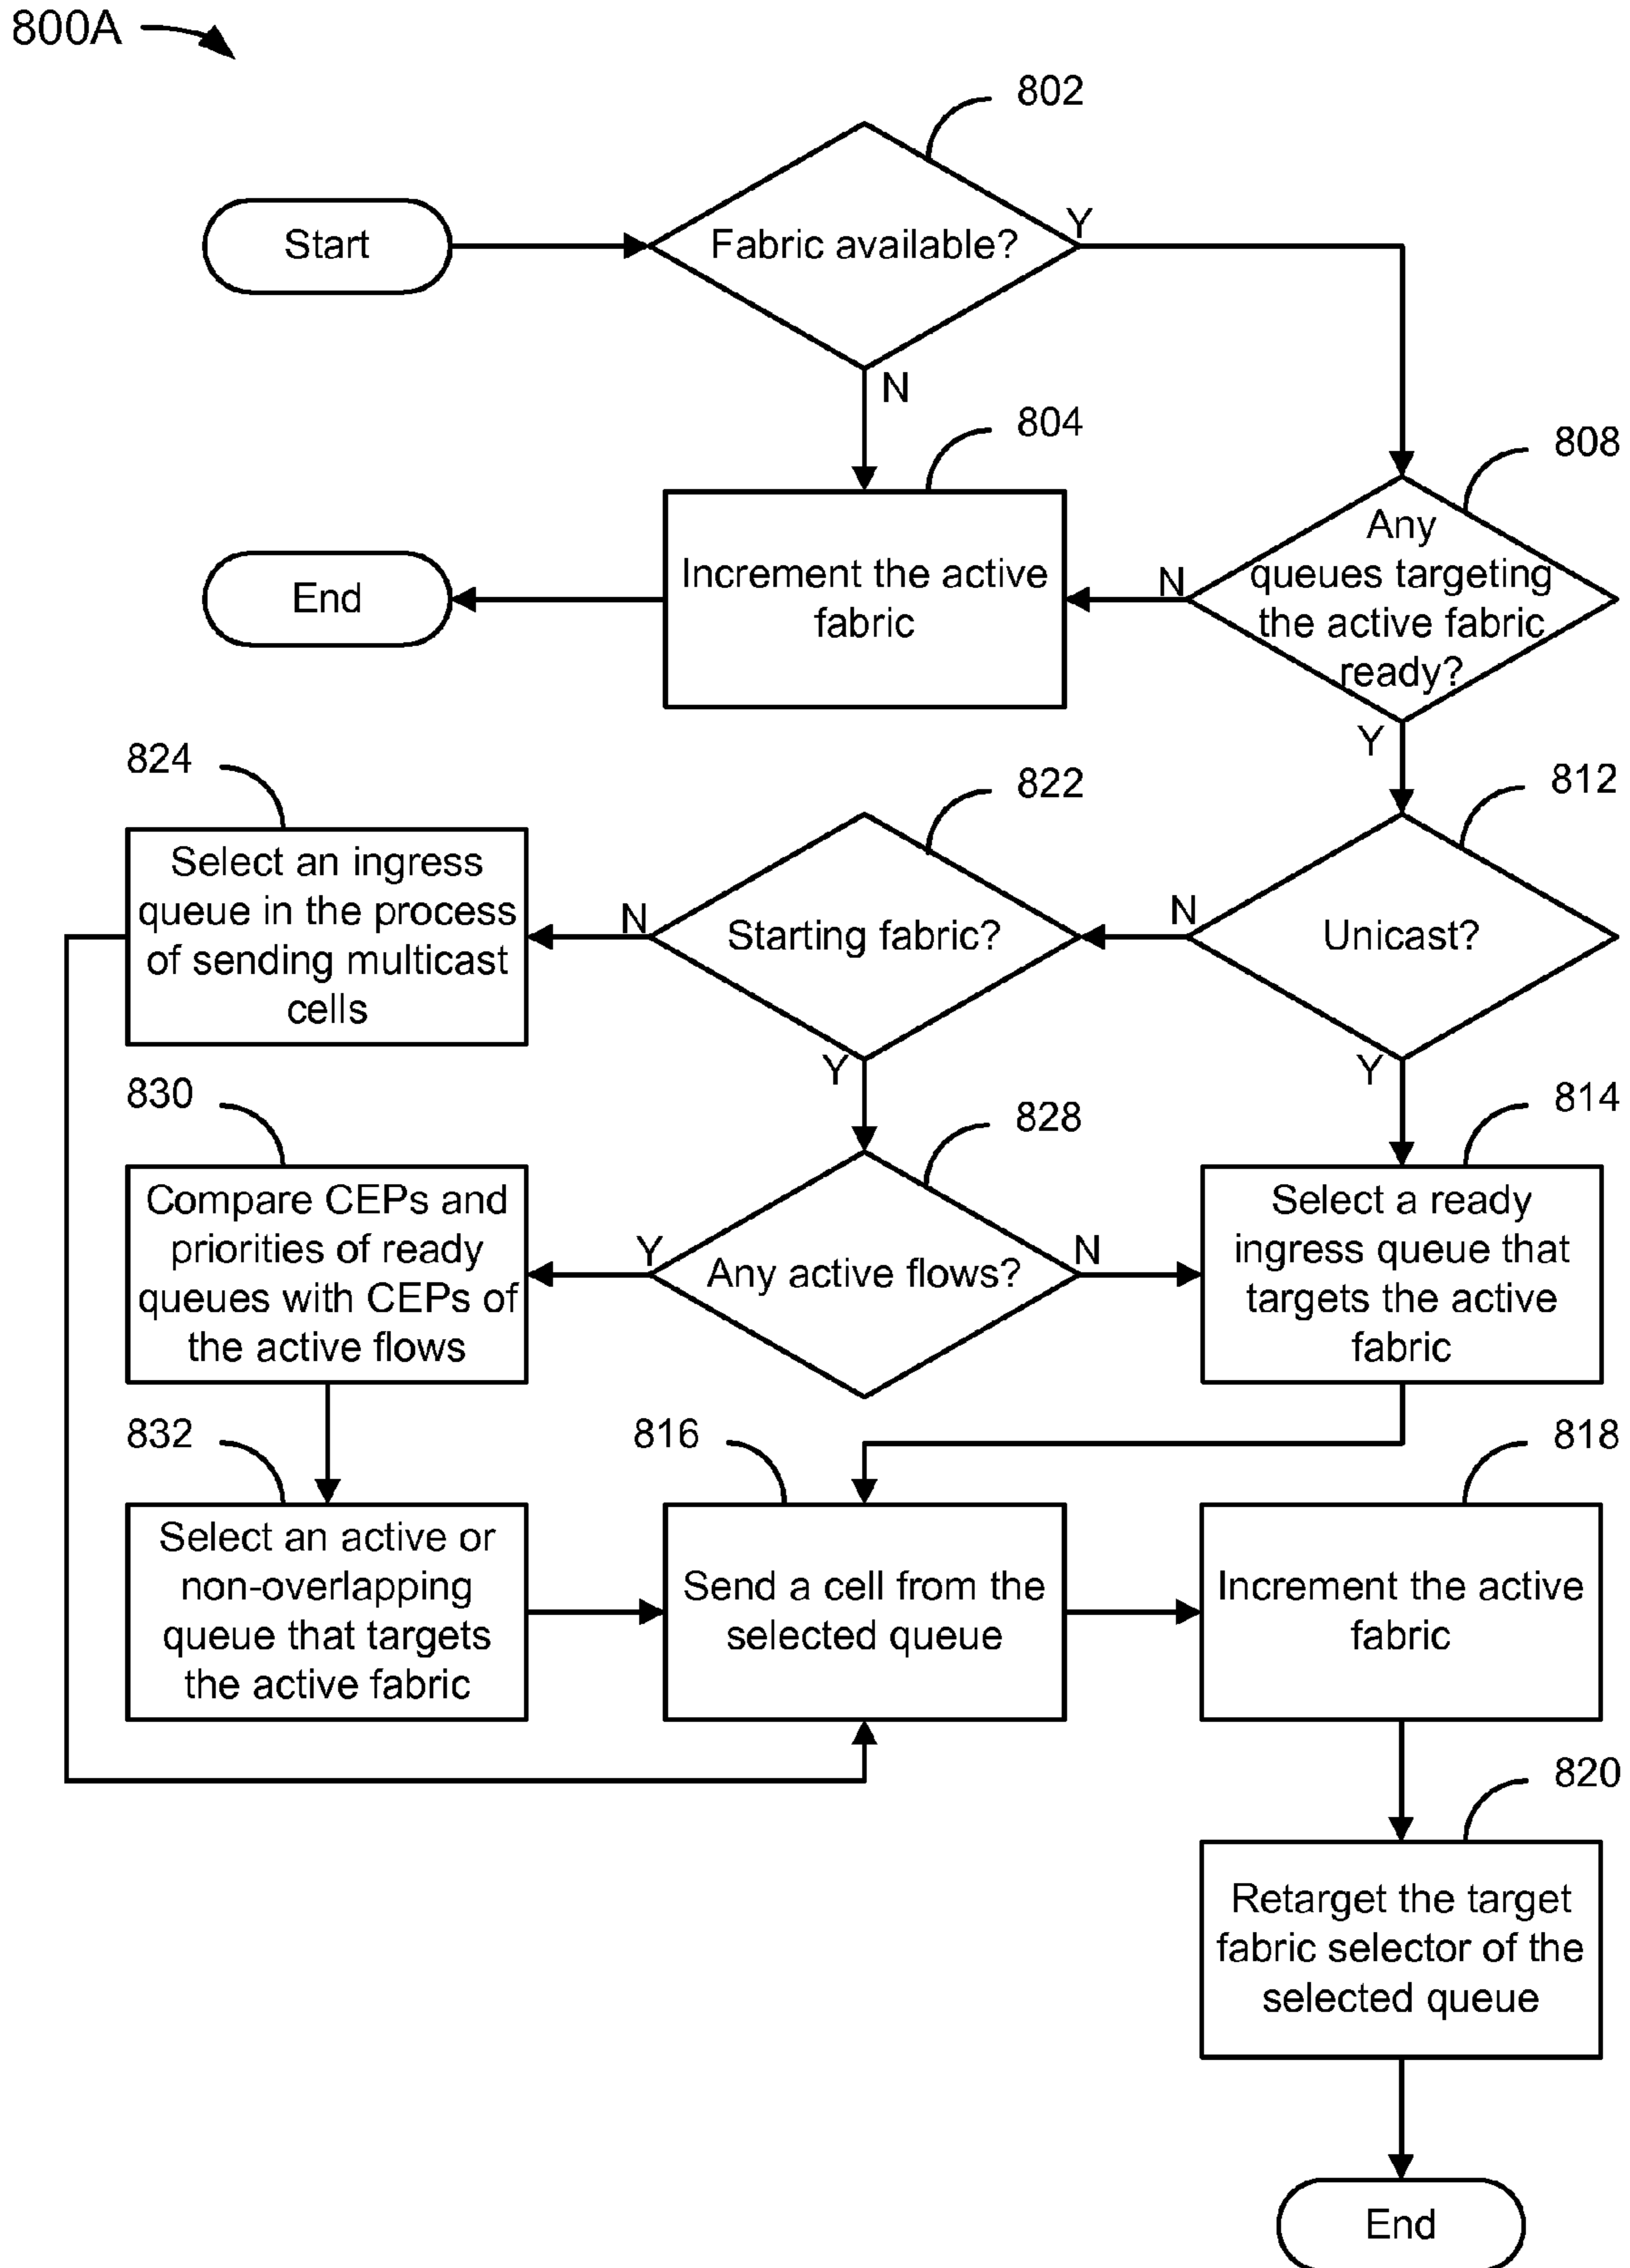 800A
802
Start
Fabric available?
Y
N
804
808
End
Increment the active
fabric
N
Any
queues targeting
the active fabric
ready?
Y
824
822
812
Select an ingress
queue in the process
of sending multicast
cells
N
Starting fabric?
N
Unicast?
Y
Y
830
828
814
Compare CEPs and
priorities of ready
queues with CEPs of
the active flows
Y
Any active flows?
N
Select a ready
ingress queue that
targets the active
fabric
832
816
818
Select an active or
non-overlapping
queue that targets
the active fabric
Send a cell from the
selected queue
Increment the active
fabric
820
Retarget the target
fabric selector of the
selected queue
End